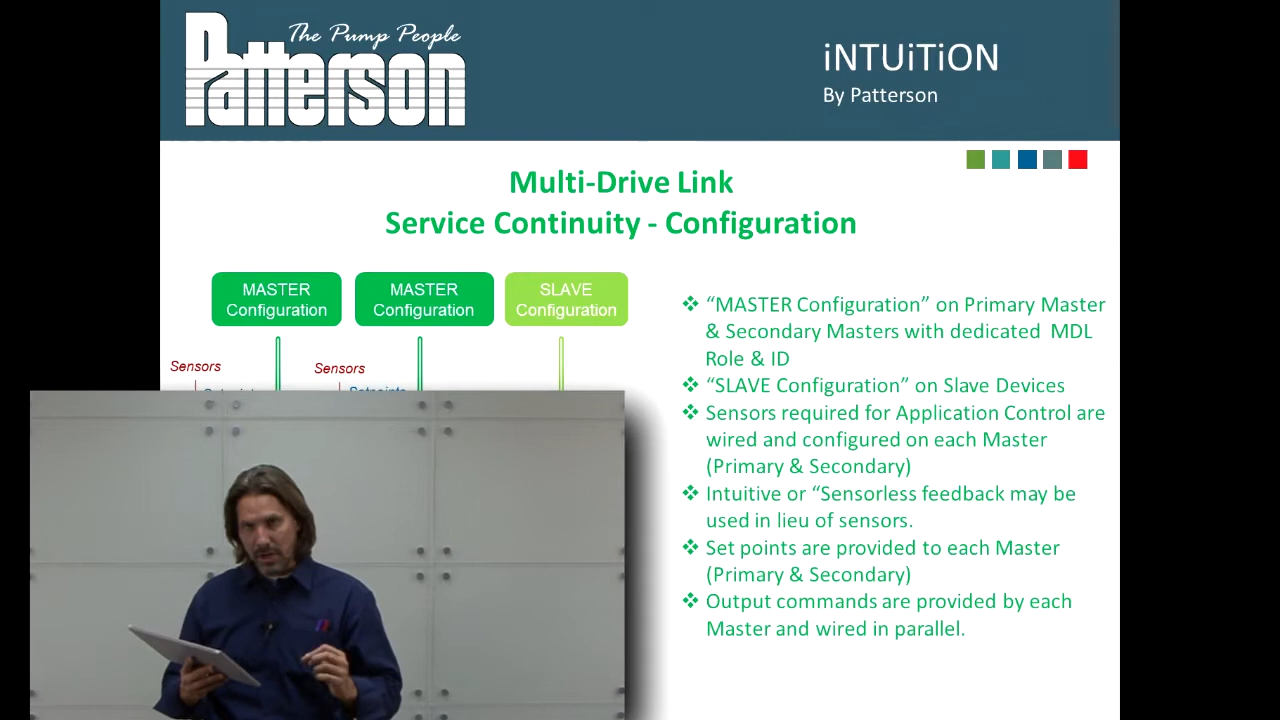 The Pump People
Patterson
iNTUiTiON
By Patterson
Multi-Drive Link
Service Continuity - Configuration
MASTER
Configuration
MASTER
Configuration
SLAVE
Configuration
Sensors
Sensors
❖ “MASTER Configuration” on Primary Master
& Secondary Masters with dedicated MDL
Role & ID
❖ “SLAVE Configuration” on Slave Devices
❖ Sensors required for Application Control are
wired and configured on each Master
(Primary & Secondary)
❖ Intuitive or “Sensorless feedback may be
used in lieu of sensors.
❖ Set points are provided to each Master
(Primary & Secondary)
❖ Output commands are provided by each
Master and wired in parallel.